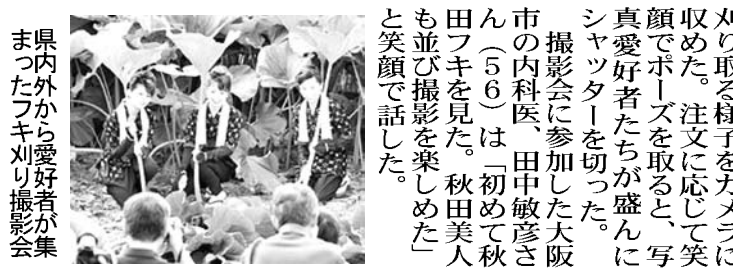 刈り取る様子をカメラに
収めた。注文に応じて笑
顔でポーズを取ると、写
真愛好者たちが盛んに
シャッターを切った。
撮影会に参加した大阪
市の内科医、田中敏彦さ
ん（５６）は「初めて秋
田フキを見た。秋田美人
も並び撮影を楽しめた」
と笑顔で話した。
県内外から愛好者が集
まったフキ刈り撮影会